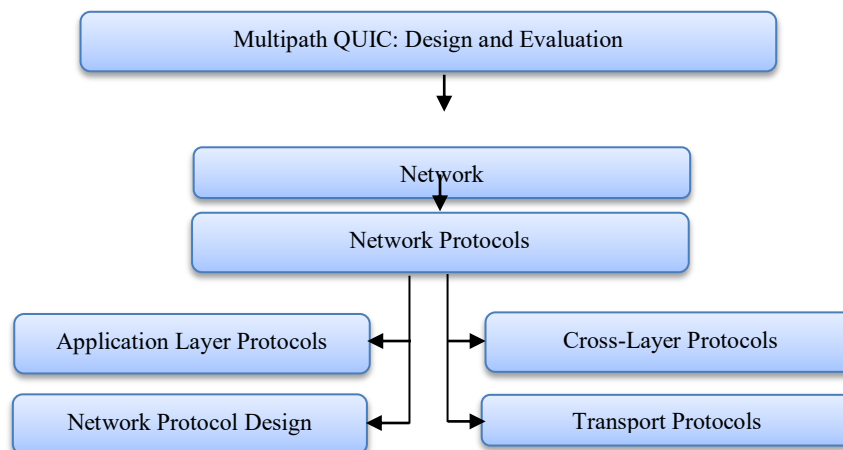 Multipath QUIC: Design and Evaluation
Network
Network Protocols
Application Layer Protocols
Cross-Layer Protocols
Network Protocol Design
Transport Protocols